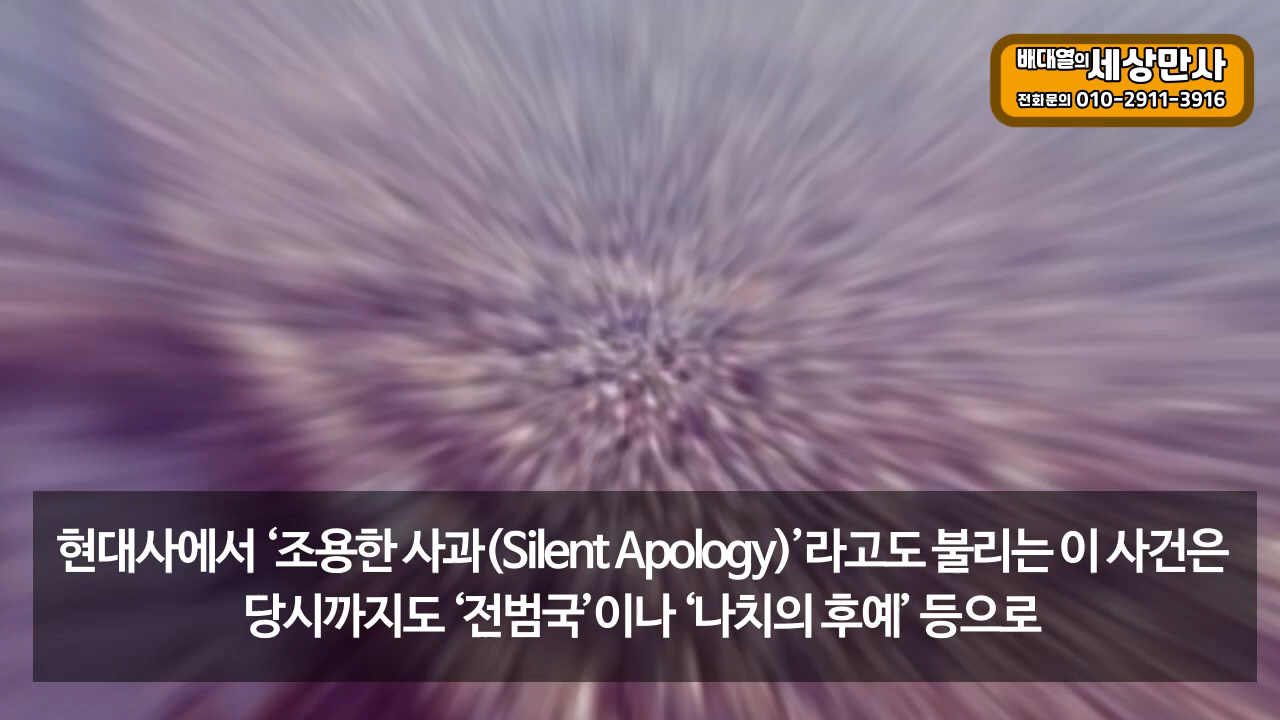 배대열의 세상만사
전화문의 010-2911-3916
현대사에서 ‘조용한 사과(Silent Apology)’라고도 불리는 이 사건은
당시까지도 ‘전범국’이나 ‘나치의 후예’ 등으로